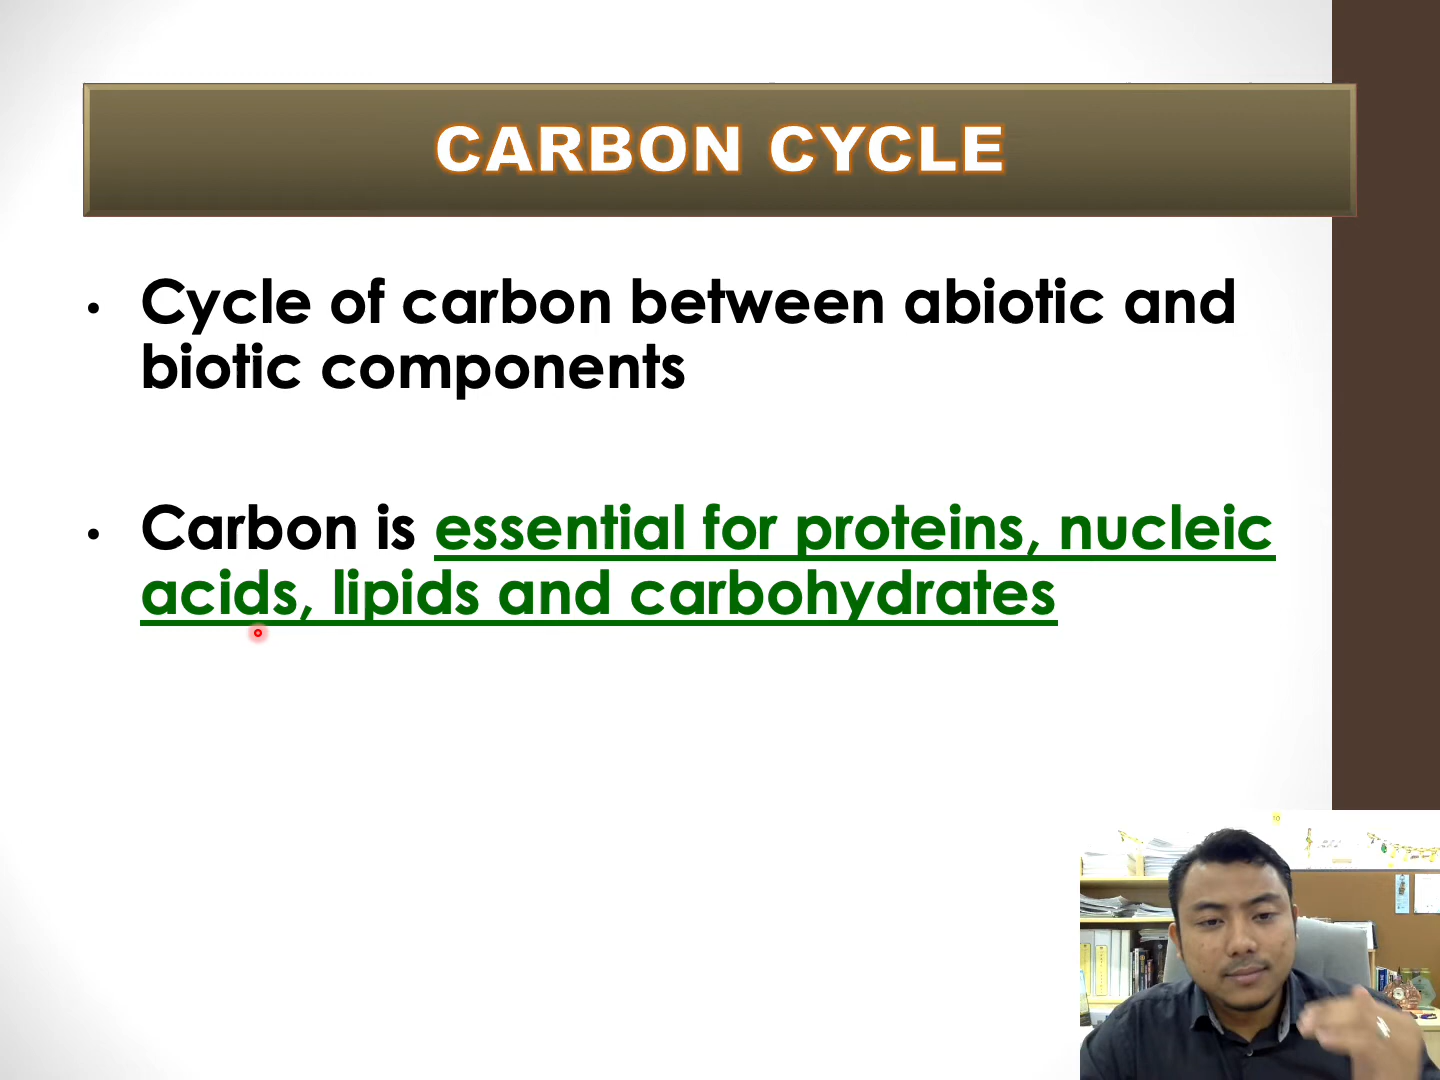 CARBON CYCLE
• Cycle of carbon between abiotic and
biotic components
• Carbon is essential for proteins, nucleic
acids, lipids and carbohydrates